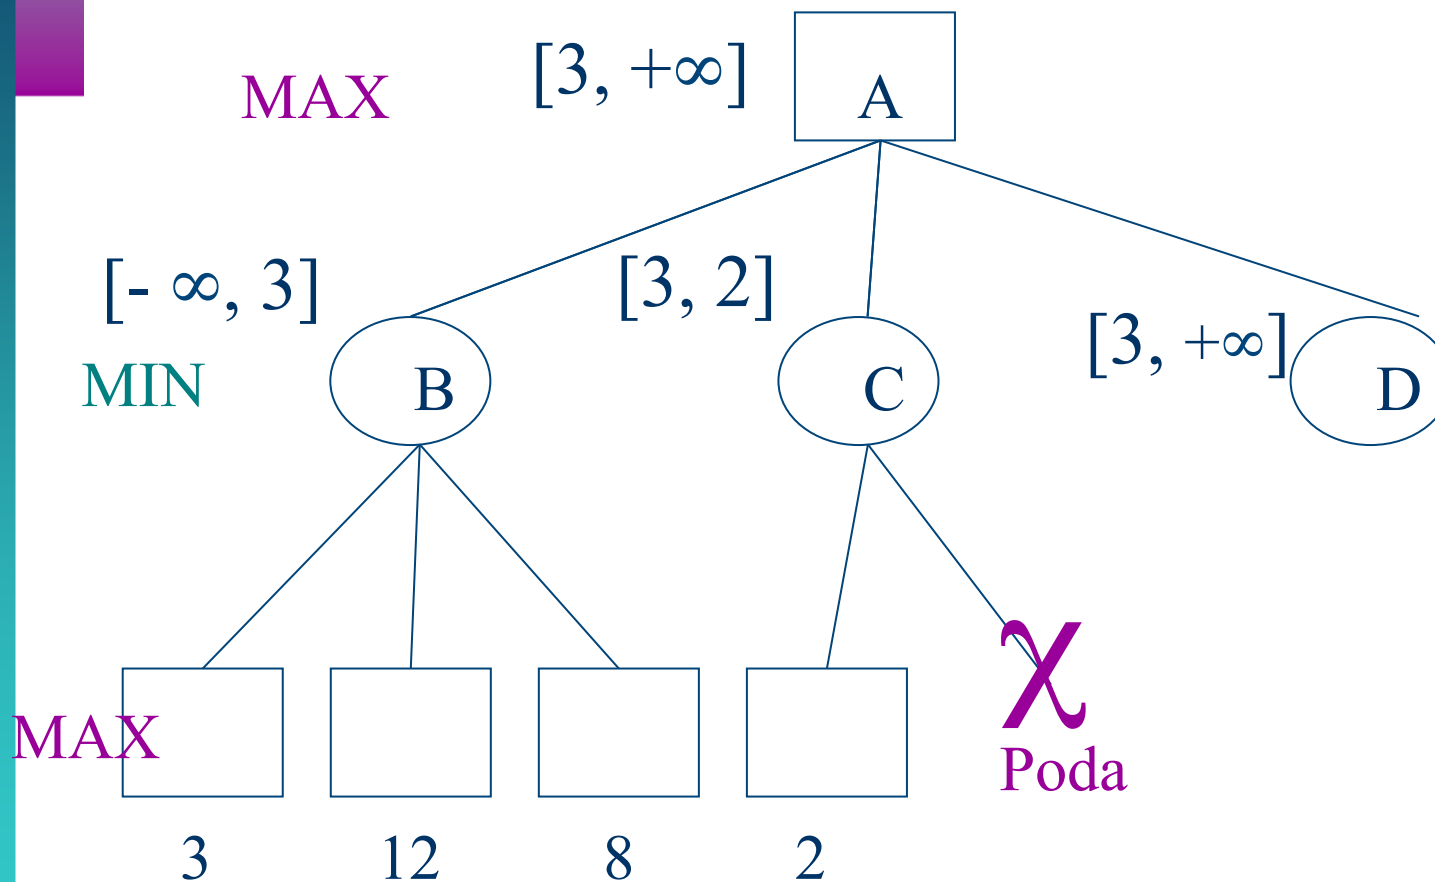 MAX [3, +∞] A
[- ∞, 3] [3, 2] [3, +∞]
MIN B C D
MAX
χ
Poda
3 12 8 2